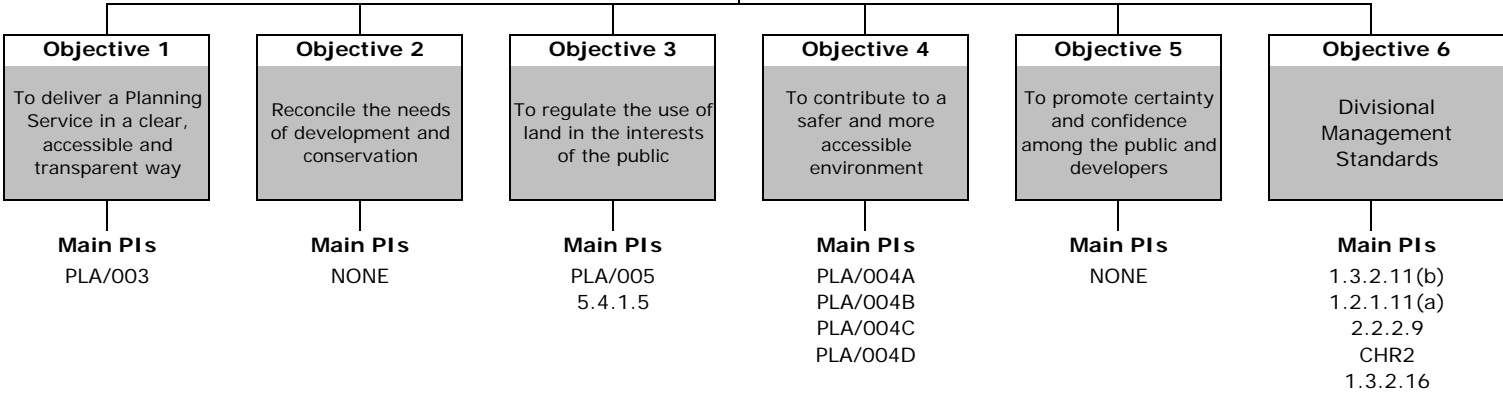 Objective 1
To deliver a Planning
Service in a clear,
accessible and
transparent way
Main PIs
PLA/003
Objective 2
Reconcile the needs
of development and
conservation
Main PIs
NONE
Objective 3
To regulate the use of
land in the interests
of the public
Main PIs
PLA/005
5.4.1.5
Objective 4
To contribute to a
safer and more
accessible
environment
Main PIs
PLA/004A
PLA/004B
PLA/004C
PLA/004D
Objective 5
To promote certainty
and confidence
among the public and
developers
Main PIs
NONE
Objective 6
Divisional
Management
Standards
Main PIs
1.3.2.11(b)
1.2.1.11(a)
2.2.2.9
CHR2
1.3.2.16